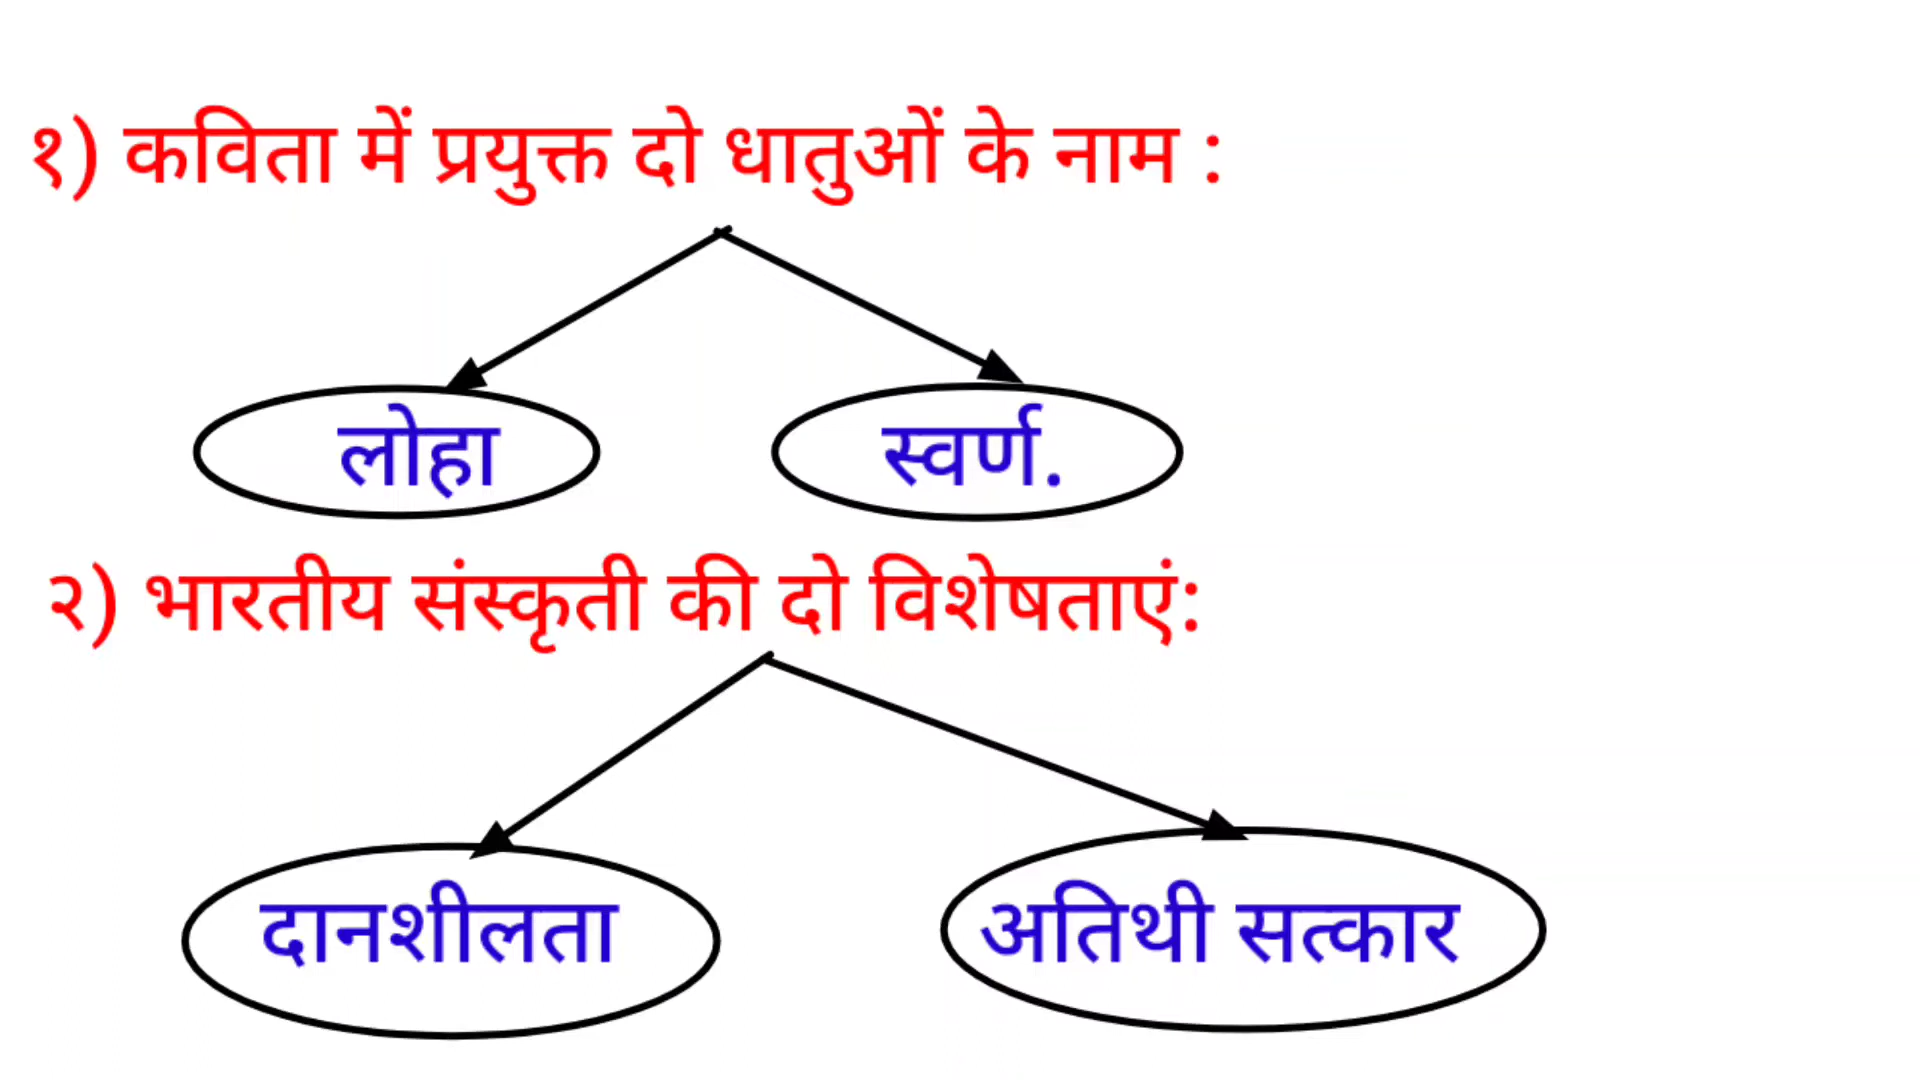 १) कविता में प्रयुक्त दो धातुओं के नाम :
लोहा
स्वर्ण.
२) भारतीय संस्कृती की दो विशेषताएं:
दानशीलता
अतिथी सत्कार